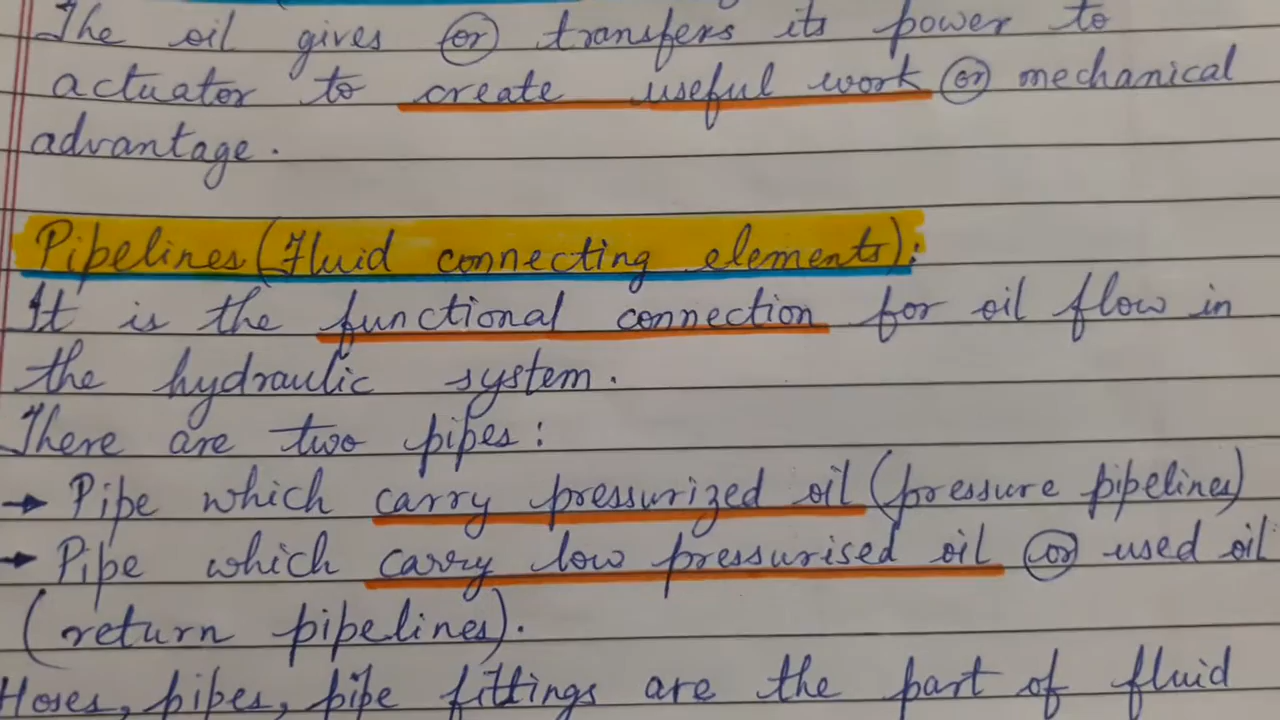 The oil gives or transfers its power to
actuator to create useful work or mechanical
advantage.
Pipelines (Fluid connecting elements):
It is the functional connection for oil flow in
the hydraulic system.
There are two pipes:
→ Pipe which carry pressurized oil (pressure pipelines)
→ Pipe which carry low pressurised oil or used oil
(return pipelines).
Hoses, pipes, pipe fittings are the part of fluid